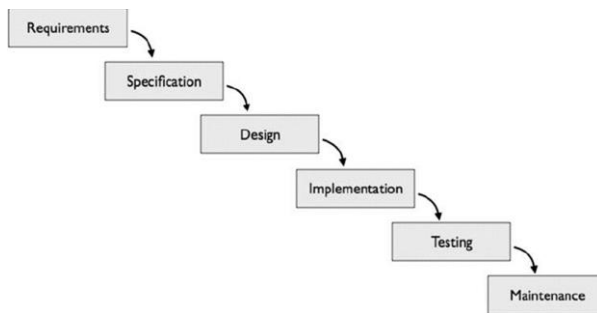 Requirements
Specification
Design
Implementation
Testing
Maintenance